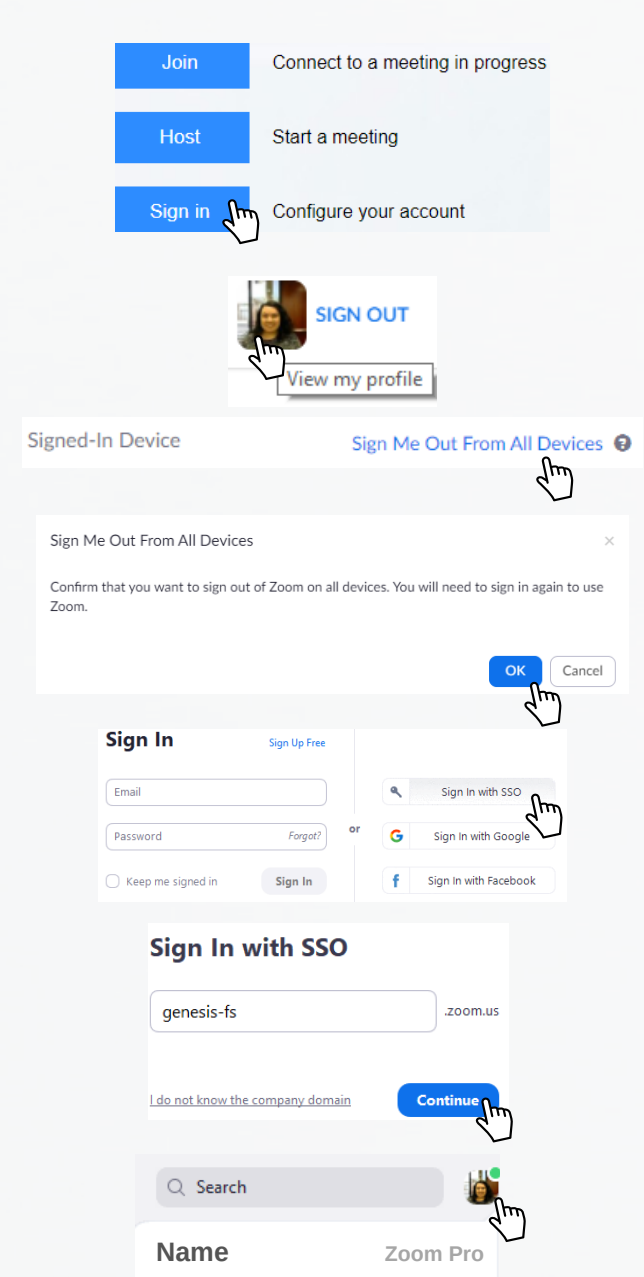 Join Connect to a meeting in progress
Host Start a meeting
Sign in Configure your account
SIGN OUT
View my profile
Signed-In Device Sign Me Out From All Devices ?
Sign Me Out From All Devices ×
Confirm that you want to sign out of Zoom on all devices. You will need to sign in again to use
Zoom.
OK Cancel
Sign In Sign Up Free
Email Sign In with SSO
or
Password Forgot? G Sign In with Google
Keep me signed in Sign In f Sign In with Facebook
Sign In with SSO
genesis-fs .zoom.us
I do not know the company domain Continue
Search
Name Zoom Pro